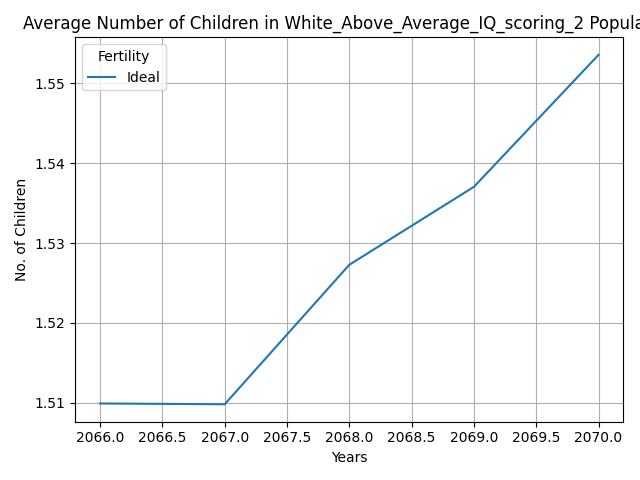 Average Number of Children in White_Above_Average_IQ_scoring_2 Popula
Fertility
Ideal
No. of Children
1.55
1.54
1.53
1.52
1.51
2066.0 2066.5 2067.0 2067.5 2068.0 2068.5 2069.0 2069.5 2070.0
Years